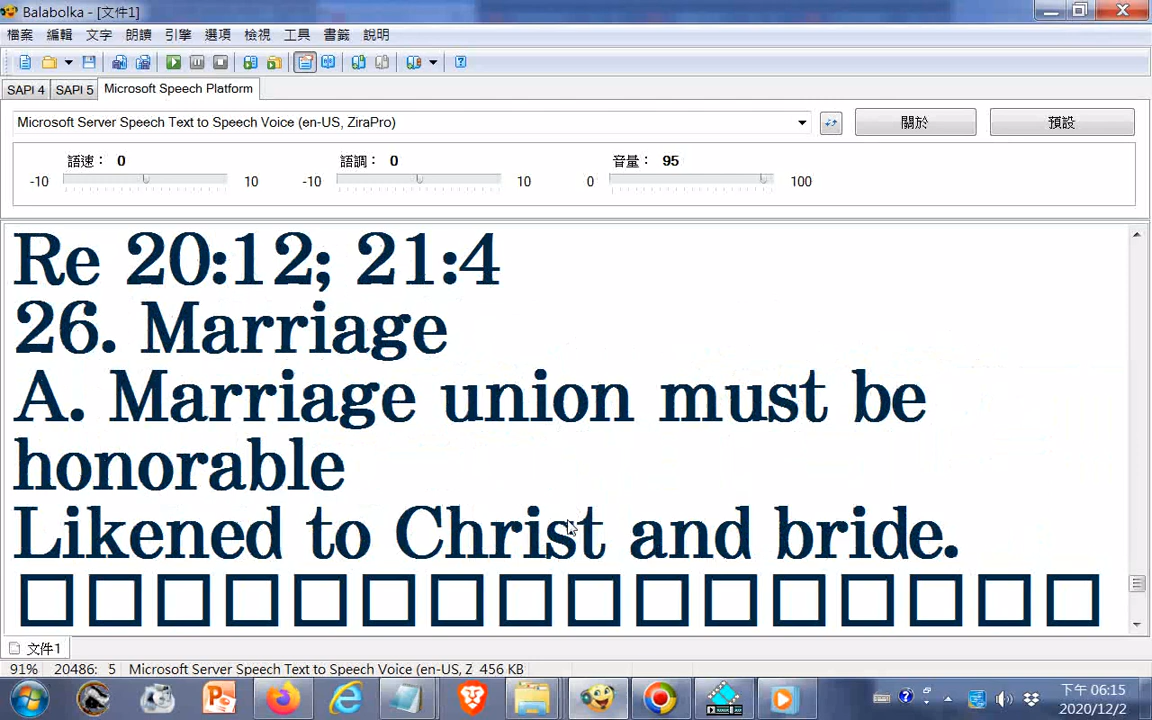 Balabolka - [文件1]
檔案 編輯 文字 朗讀 引擎 選項 檢視 工具 書籤 說明
SAPI 4 SAPI 5 Microsoft Speech Platform
Microsoft Server Speech Text to Speech Voice (en-US, ZiraPro) 關於 預設
語速： 0 語調： 0 音量： 95
-10 10 -10 10 0 100
Re 20:12; 21:4
26. Marriage
A. Marriage union must be
honorable
Likened to Christ and bride.
□□□□□□□□□□□□□□□□
文件1
91% 20486: 5 Microsoft Server Speech Text to Speech Voice (en-US, Z 456 KB
下午 06:15
2020/12/2